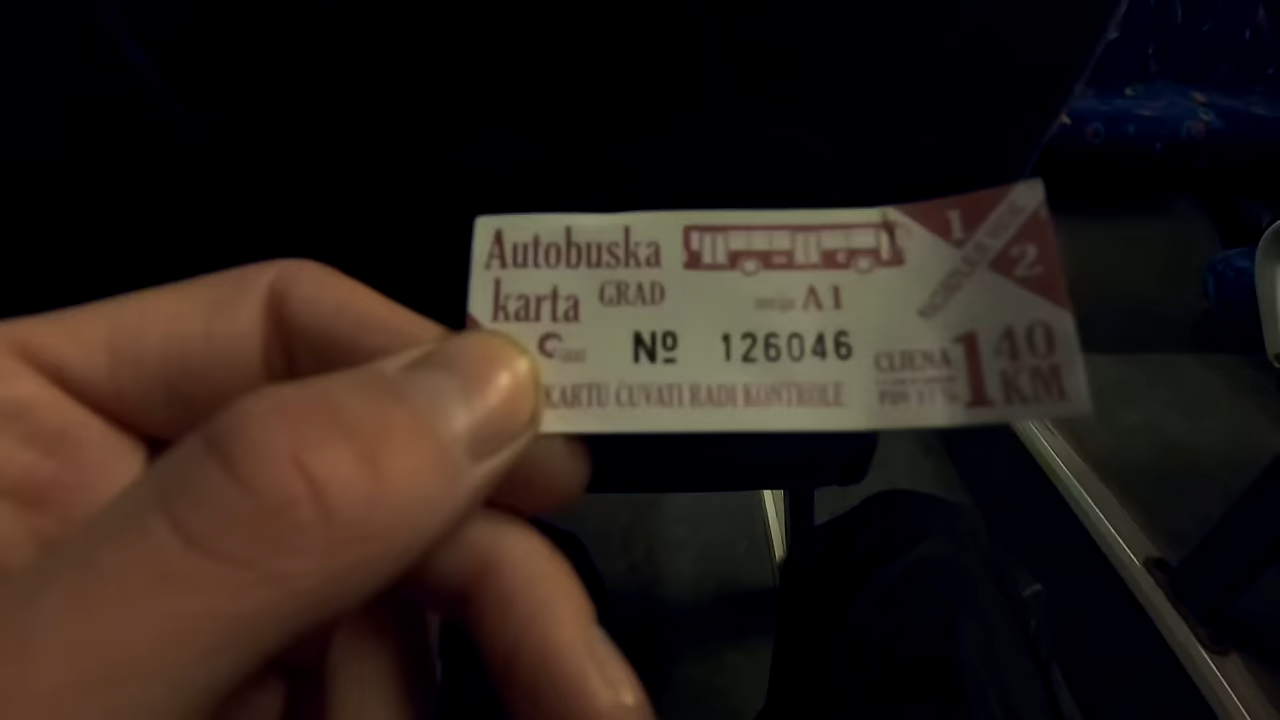 Autobuska
karta GRAD
serija A1
Nº 126046
KARTU ČUVATI RADI KONTROLE
1
2
CIJENA
PDV 17 %
1 40
KM